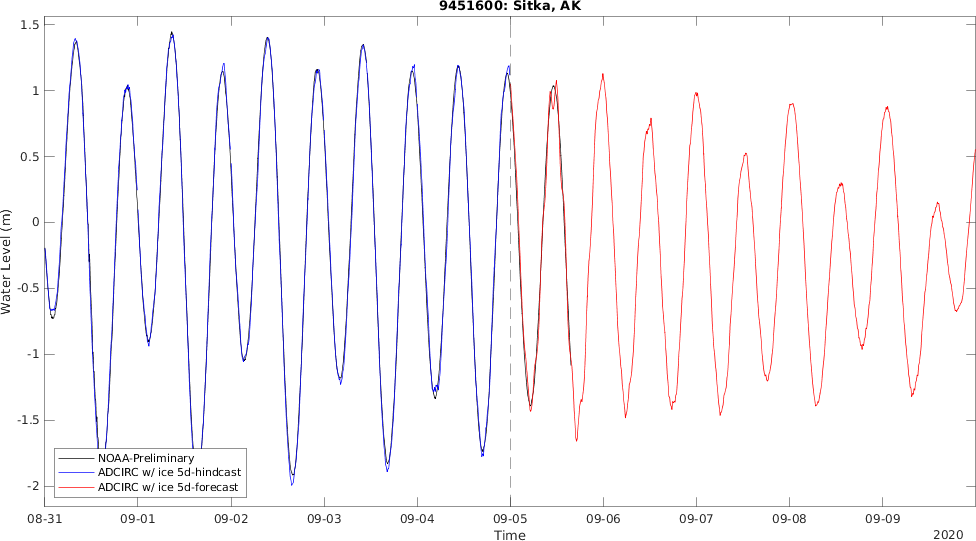 9451600: Sitka, AK
1.5
1
0.5
0
-0.5
-1
-1.5
-2
Water Level (m)
NOAA-Preliminary
ADCIRC w/ ice 5d-hindcast
ADCIRC w/ ice 5d-forecast
08-31 09-01 09-02 09-03 09-04 09-05 09-06 09-07 09-08 09-09
Time
2020